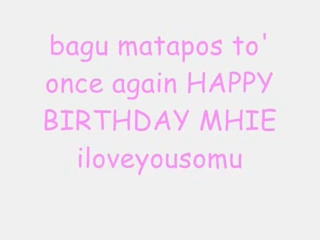 bagu matapos to'
once again HAPPY
BIRTHDAY MHIE
iloveyousomu